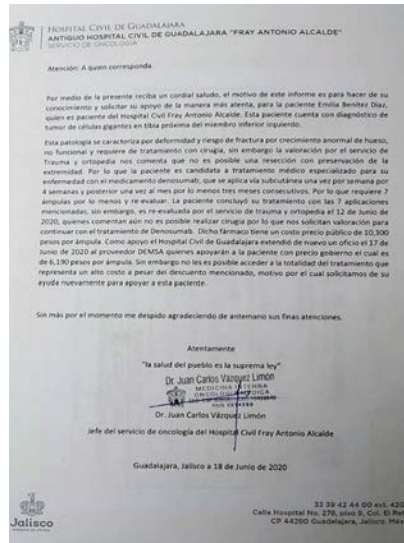 HOSPITAL CIVIL DE GUADALAJARA
ANTIGUO HOSPITAL CIVIL DE GUADALAJARA "FRAY ANTONIO ALCALDE"
SERVICIO DE ONCOLOGÍA
Atención: A quien corresponda.
Por medio de la presente reciba un cordial saludo, el motivo de este informe es para hacer de su
conocimiento y solicitar su apoyo de la manera más atenta, para la paciente Emilia Benítez Díaz,
quien es paciente del Hospital Civil Fray Antonio Alcalde. Esta paciente cuenta con diagnóstico de
tumor de células gigantes en tibia próxima del miembro inferior izquierdo.
Esta patología se caracteriza por deformidad y riesgo de fractura por crecimiento anormal de hueso,
no funcional y requiere de tratamiento con cirugía, sin embargo la valoración por el servicio de
Trauma y ortopedia nos comenta que no es posible una resección con preservación de la
extremidad. Por lo que la paciente es candidata a tratamiento médico especializado para su
enfermedad con el medicamento denosumab, que se aplica vía subcutánea una vez por semana por
4 semanas y posterior una vez al mes por lo menos tres meses consecutivos. Por lo que requiere 7
ámpulas por lo menos y re-evaluar. La paciente concluyó su tratamiento con las 7 aplicaciones
mencionadas, sin embargo, es re-evaluada por el servicio de trauma y ortopedia el 12 de Junio de
2020, quienes comentan aún no es posible realizar cirugía por lo que nos solicitan valoración para
continuar con el tratamiento de Denosumab. Dicho fármaco tiene un costo precio público de 10,300
pesos por ámpula. Como apoyo el Hospital Civil de Guadalajara extendió de nuevo un oficio el 17 de
Junio de 2020 al proveedor DEMSA quienes apoyarán a la paciente con precio gobierno el cual es
de 6,190 pesos por ámpula. Sin embargo no les es posible acceder a la totalidad del tratamiento que
representa un alto costo a pesar del descuento mencionado, motivo por el cual solicitamos de su
ayuda nuevamente para apoyar a esta paciente.
Sin más por el momento me despido agradeciendo de antemano sus finas atenciones.
Atentamente
"la salud del pueblo es la suprema ley"
Dr. Juan Carlos Vázquez Limón
MEDICINA INTERNA
Dr. Juan Carlos Vázquez Limón
Jefe del servicio de oncología del Hospital Civil Fray Antonio Alcalde
Guadalajara, Jalisco a 18 de Junio de 2020
Jalisco
33 39 42 44 00 ext. 420
Calle Hospital No. 278, piso 9, Col. El Ret
CP 44280 Guadalajara, Jalisco. Méx